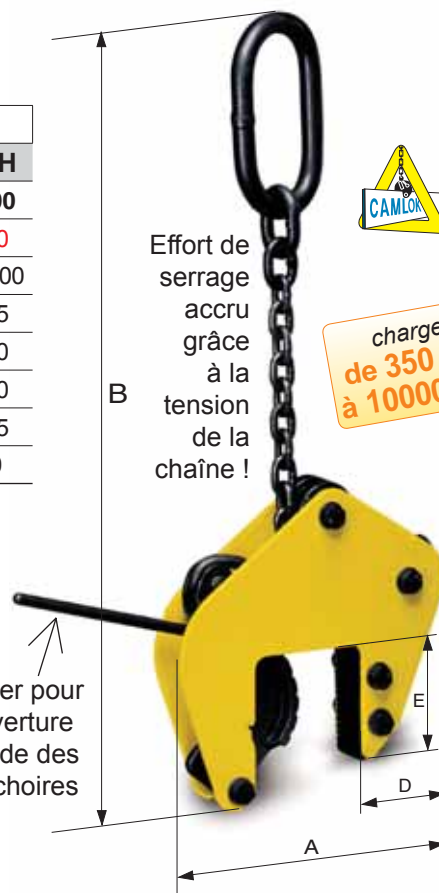 H
00
0
00
5
0
0
5
0
B
Effort de
serrage
accru
grâce
à la
tension
de la
chaîne !
CAMLOK
charge
de 350
à 10000
er pour
verture
de des
choires
E
D
A